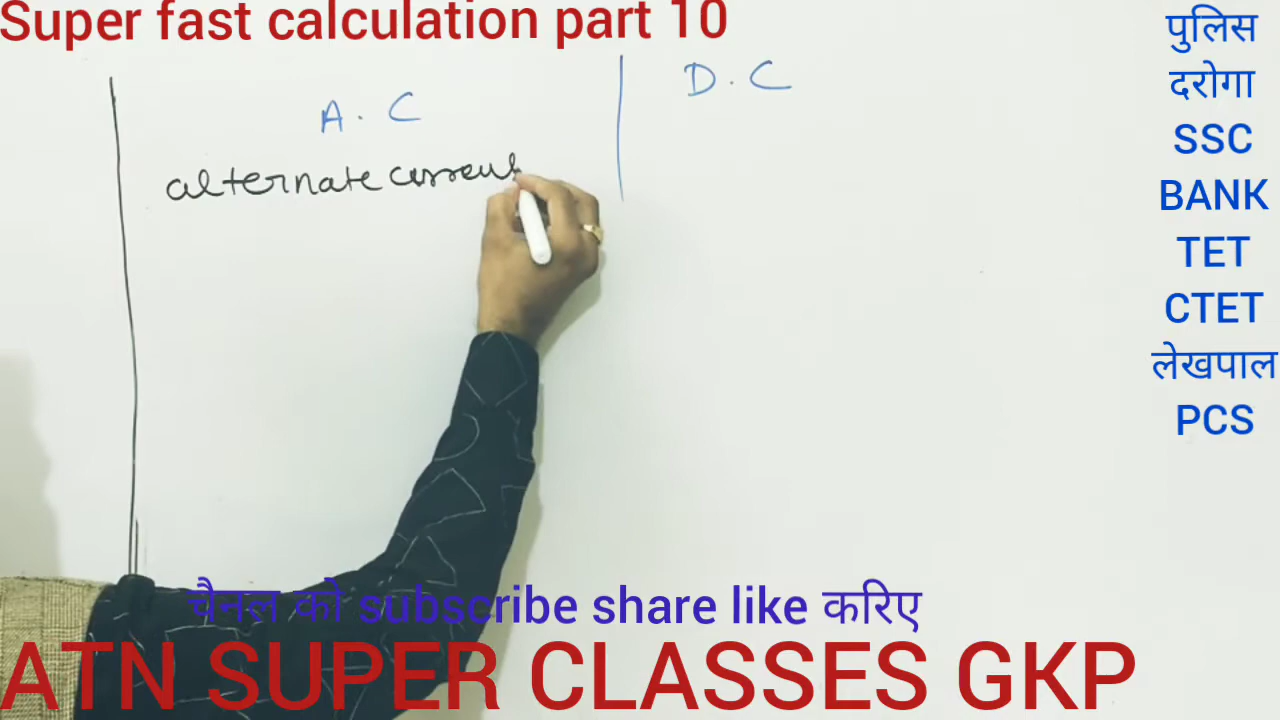 Super fast calculation part 10
A. C
D. C
alternate current
पुलिस
दरोगा
SSC
BANK
TET
CTET
लेखपाल
PCS
चैनल को subscribe share like करिए
ATN SUPER CLASSES GKP